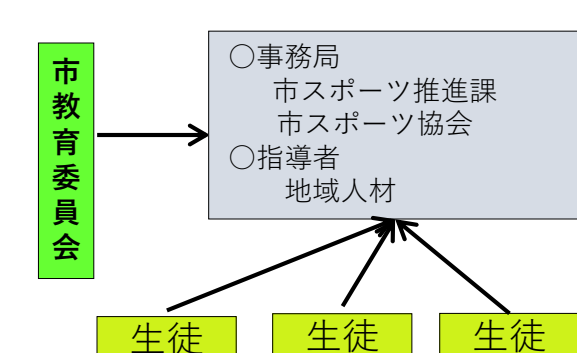 市教育委員会
○事務局
市スポーツ推進課
市スポーツ協会
○指導者
地域人材
生徒
生徒
生徒